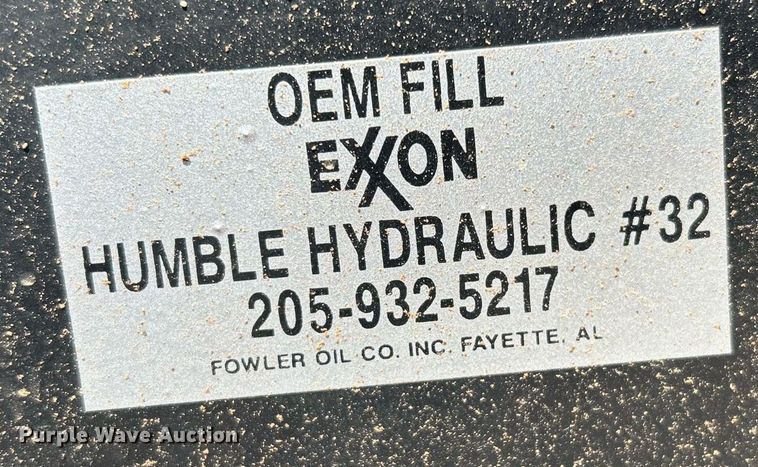 OEM FILL
EXXON
HUMBLE HYDRAULIC #32
205-932-5217
FOWLER OIL CO. INC. FAYETTE, AL
Purple Wave Auction